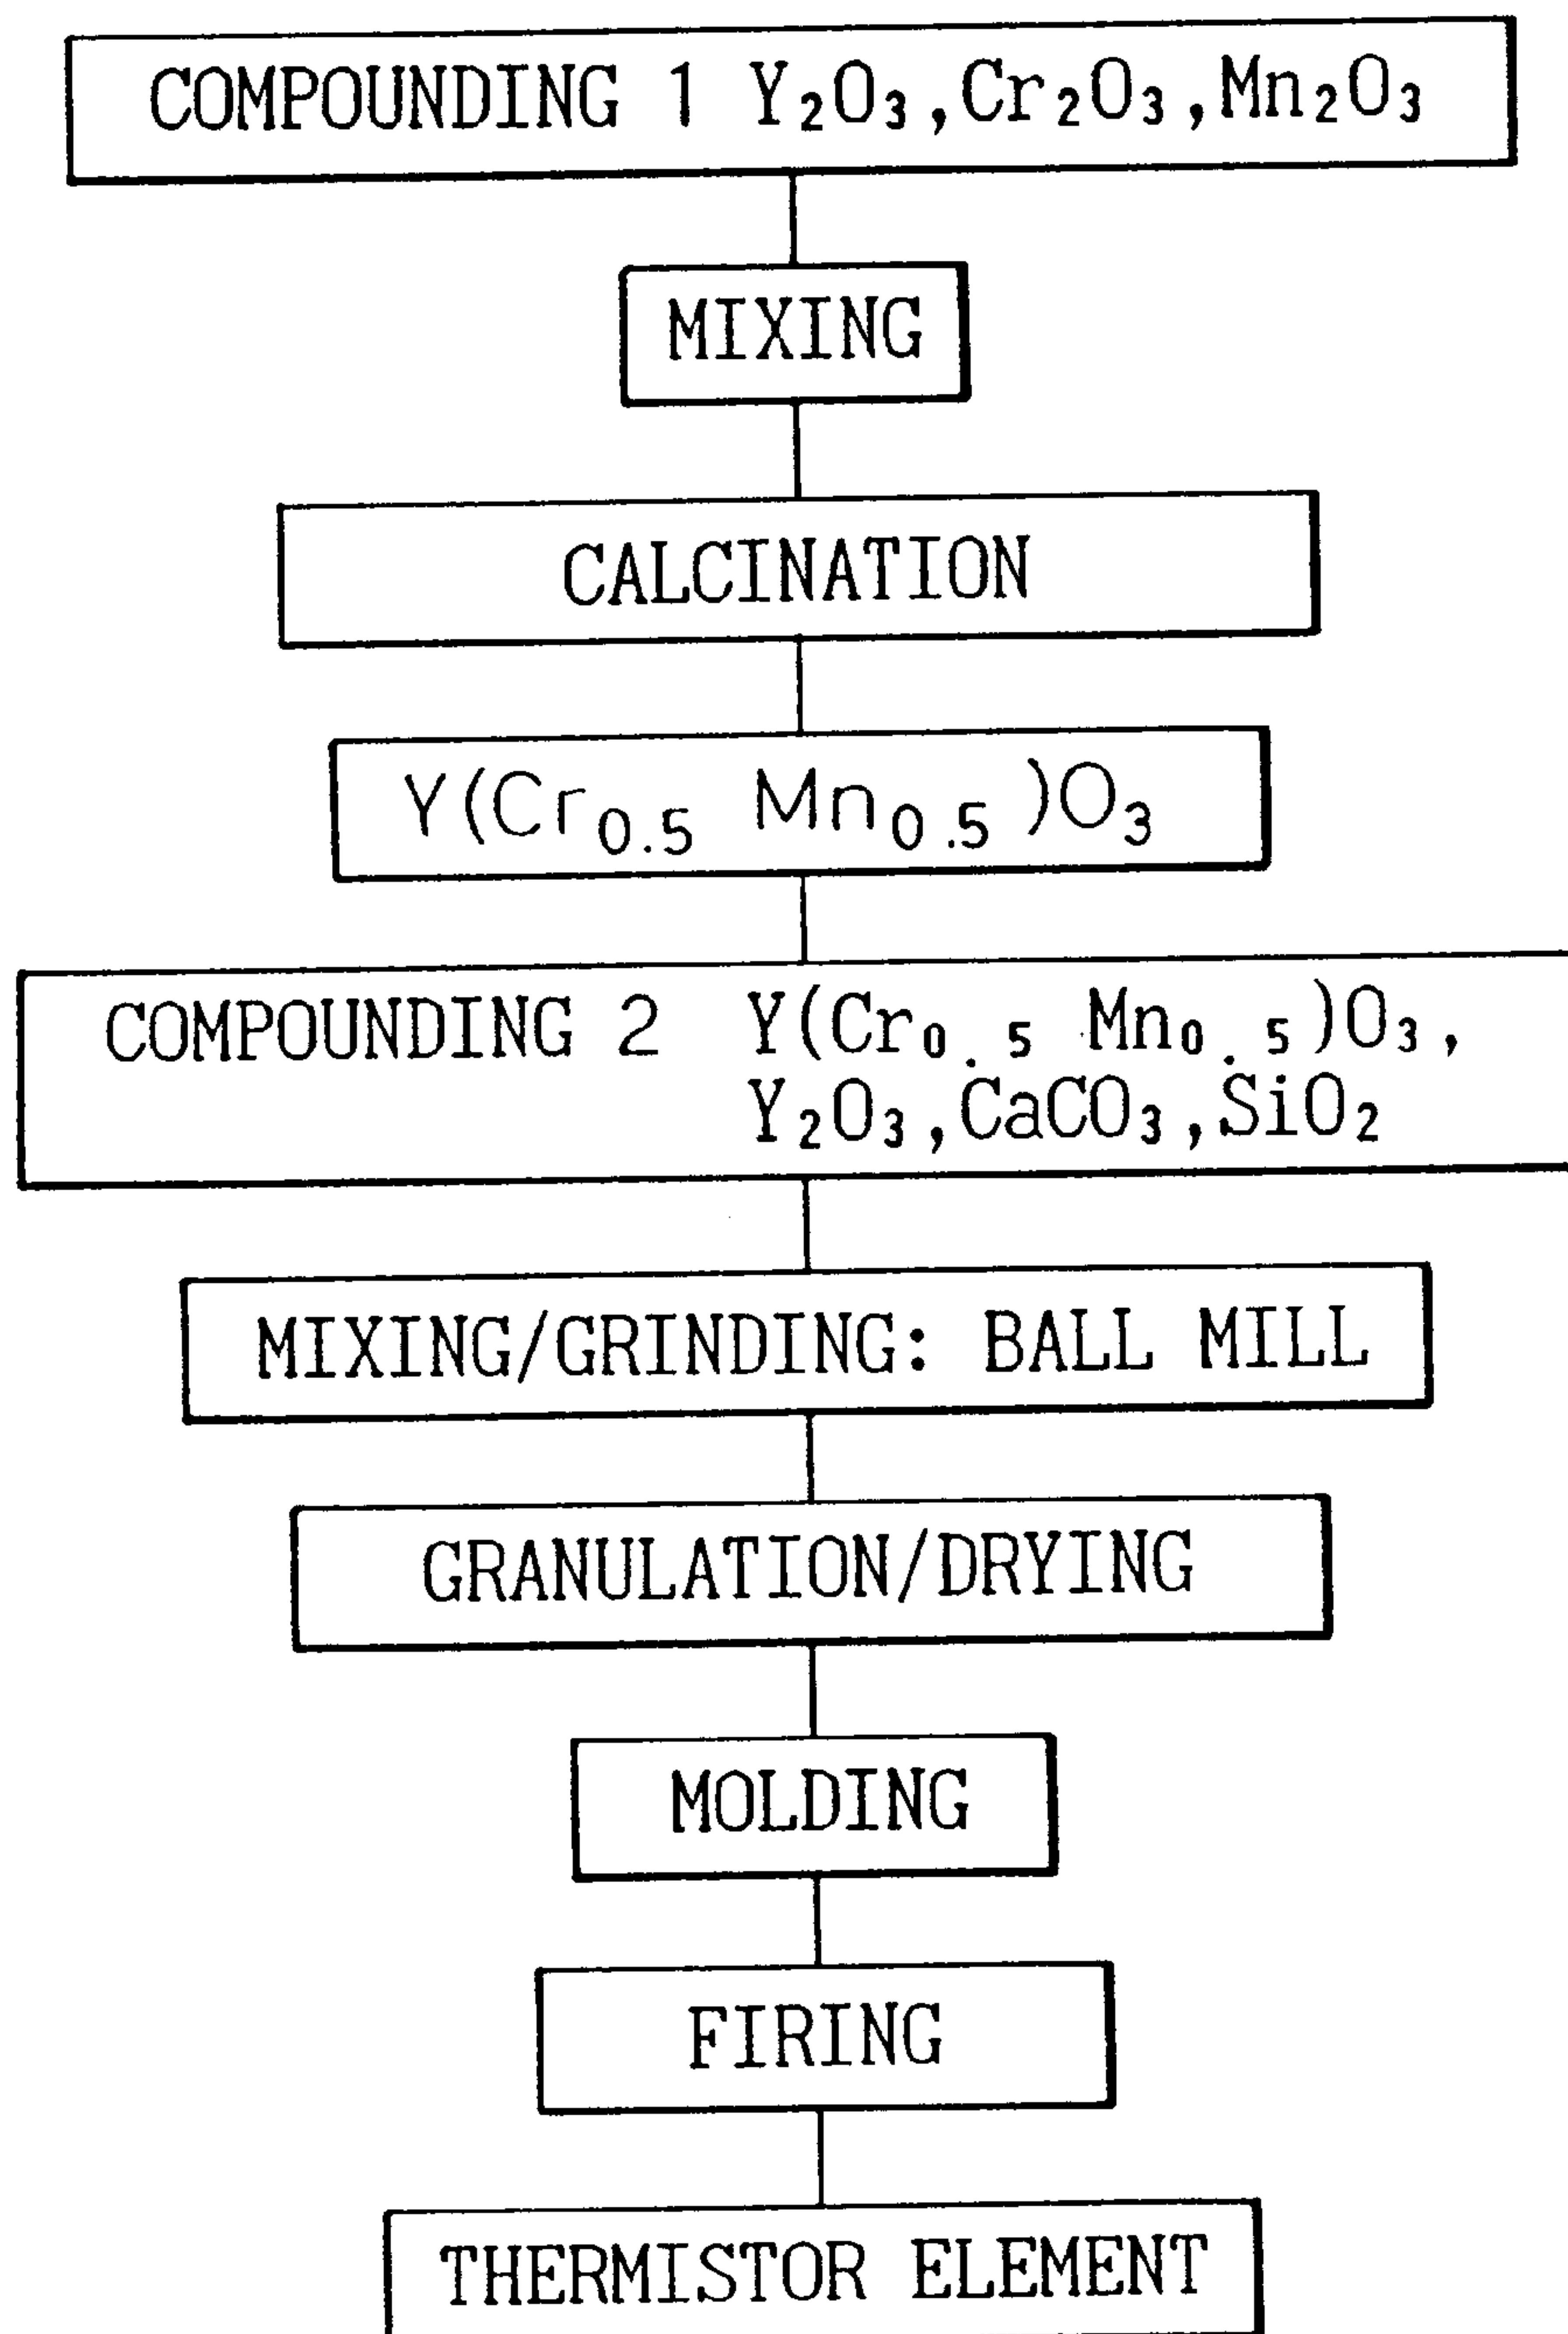 COMPOUNDING 1 Y₂O₃,Cr₂O₃,Mn₂O₃
MIXING
CALCINATION
Y(Cr₀.₅ Mn₀.₅)O₃
COMPOUNDING 2 Y(Cr₀.₅ Mn₀.₅)O₃,
Y₂O₃,CaCO₃,SiO₂
MIXING/GRINDING: BALL MILL
GRANULATION/DRYING
MOLDING
FIRING
THERMISTOR ELEMENT